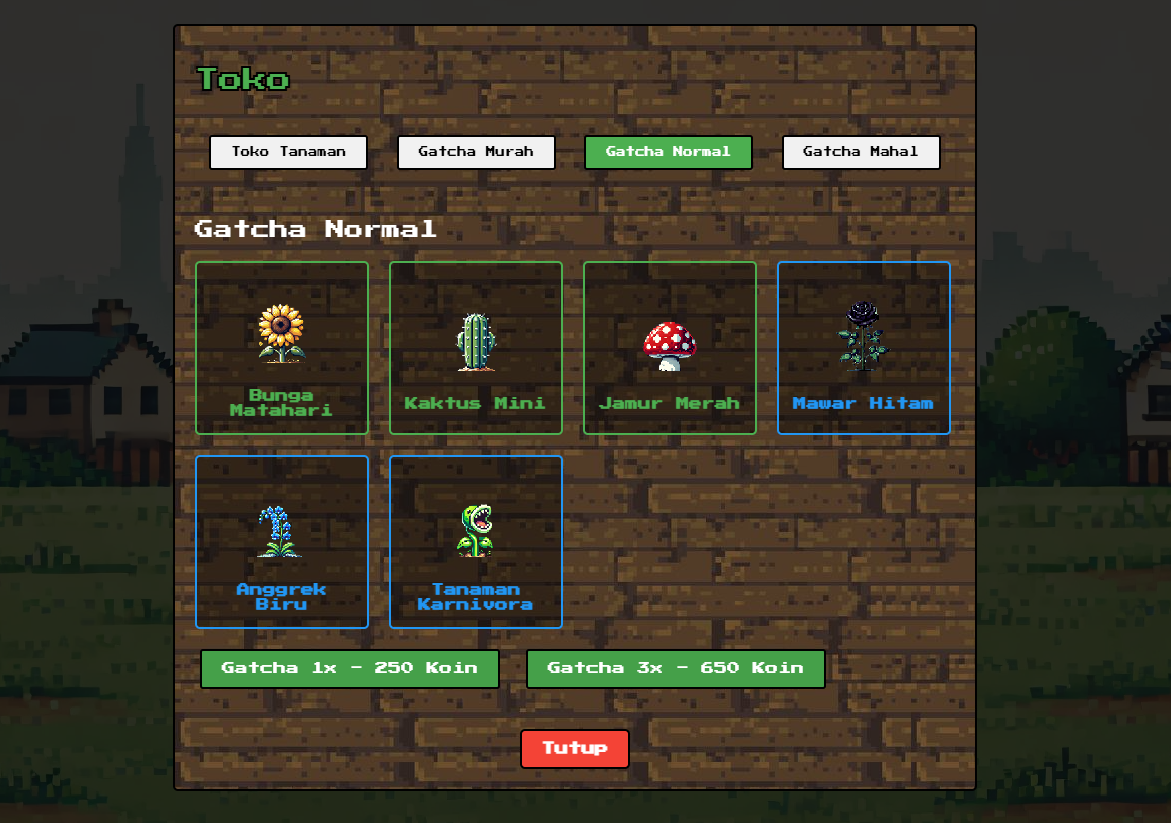 Toko
Toko Tanaman
Gatcha Murah
Gatcha Normal
Gatcha Mahal
Gatcha Normal
Bunga
Matahari
Kaktus Mini
Jamur Merah
Mawar Hitam
Anggrek
Biru
Tanaman
Karnivora
Gatcha 1x - 250 Koin
Gatcha 3x - 650 Koin
Tutup